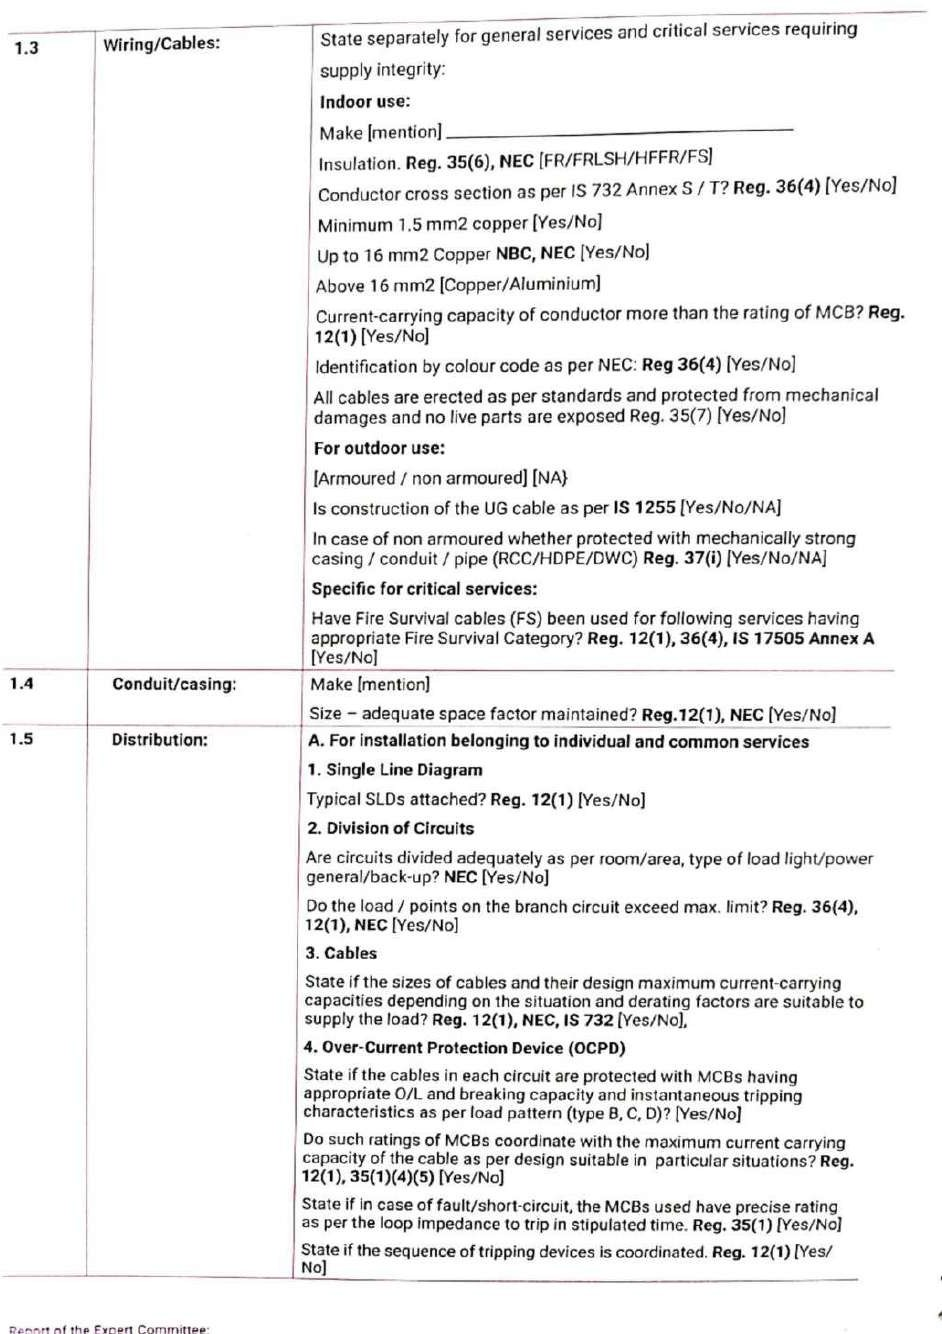 1.3 Wiring/Cables: State separately for general services and critical services requiring
supply integrity:
Indoor use:
Make [mention]
Insulation. Reg. 35(6), NEC [FR/FRLSH/HFFR/FS]
Conductor cross section as per IS 732 Annex S / T? Reg. 36(4) [Yes/No]
Minimum 1.5 mm2 copper [Yes/No]
Up to 16 mm2 Copper NBC, NEC [Yes/No]
Above 16 mm2 [Copper/Aluminium]
Current-carrying capacity of conductor more than the rating of MCB? Reg.
12(1) [Yes/No]
Identification by colour code as per NEC: Reg 36(4) [Yes/No]
All cables are erected as per standards and protected from mechanical
damages and no live parts are exposed Reg. 35(7) [Yes/No]
For outdoor use:
[Armoured / non armoured] [NA}
Is construction of the UG cable as per IS 1255 [Yes/No/NA]
In case of non armoured whether protected with mechanically strong
casing / conduit / pipe (RCC/HDPE/DWC) Reg. 37(i) [Yes/No/NA]
Specific for critical services:
Have Fire Survival cables (FS) been used for following services having
appropriate Fire Survival Category? Reg. 12(1), 36(4), IS 17505 Annex A
[Yes/No]
1.4 Conduit/casing: Make [mention]
Size – adequate space factor maintained? Reg.12(1), NEC [Yes/No]
1.5 Distribution: A. For installation belonging to individual and common services
1. Single Line Diagram
Typical SLDs attached? Reg. 12(1) [Yes/No]
2. Division of Circuits
Are circuits divided adequately as per room/area, type of load light/power
general/back-up? NEC [Yes/No]
Do the load / points on the branch circuit exceed max. limit? Reg. 36(4),
12(1), NEC [Yes/No]
3. Cables
State if the sizes of cables and their design maximum current-carrying
capacities depending on the situation and derating factors are suitable to
supply the load? Reg. 12(1), NEC, IS 732 [Yes/No],
4. Over-Current Protection Device (OCPD)
State if the cables in each circuit are protected with MCBs having
appropriate O/L and breaking capacity and instantaneous tripping
characteristics as per load pattern (type B, C, D)? [Yes/No]
Do such ratings of MCBs coordinate with the maximum current carrying
capacity of the cable as per design suitable in particular situations? Reg.
12(1), 35(1)(4)(5) [Yes/No]
State if in case of fault/short-circuit, the MCBs used have precise rating
as per the loop impedance to trip in stipulated time. Reg. 35(1) [Yes/No]
State if the sequence of tripping devices is coordinated. Reg. 12(1) [Yes/
No]
Report of the Expert Committee: